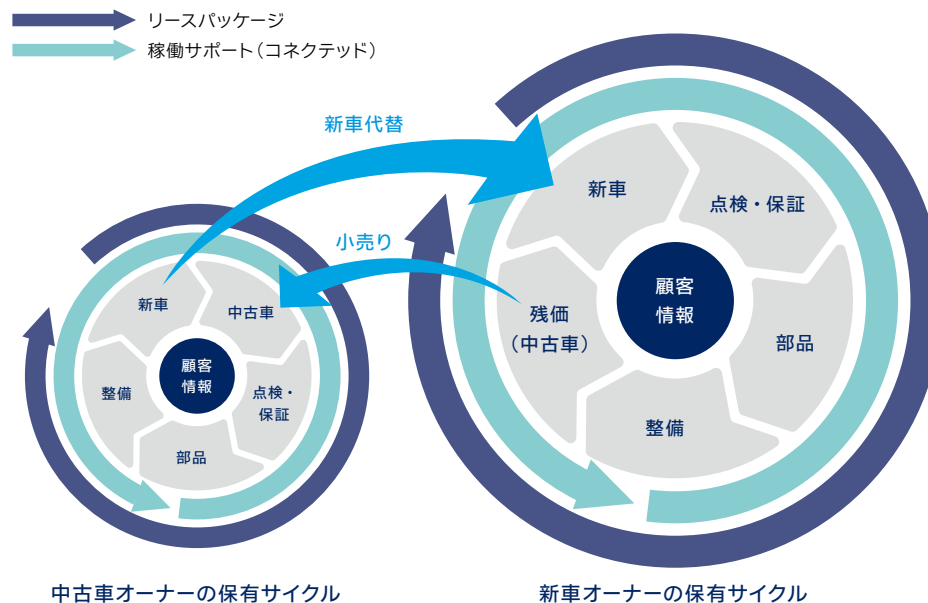 リースパッケージ
稼働サポート（コネクテッド）
新車代替
小売り
新車
中古車
点検・
保証
部品
整備
顧客
情報
中古車オーナーの保有サイクル
新車
点検・保証
部品
整備
残価
（中古車）
顧客
情報
新車オーナーの保有サイクル